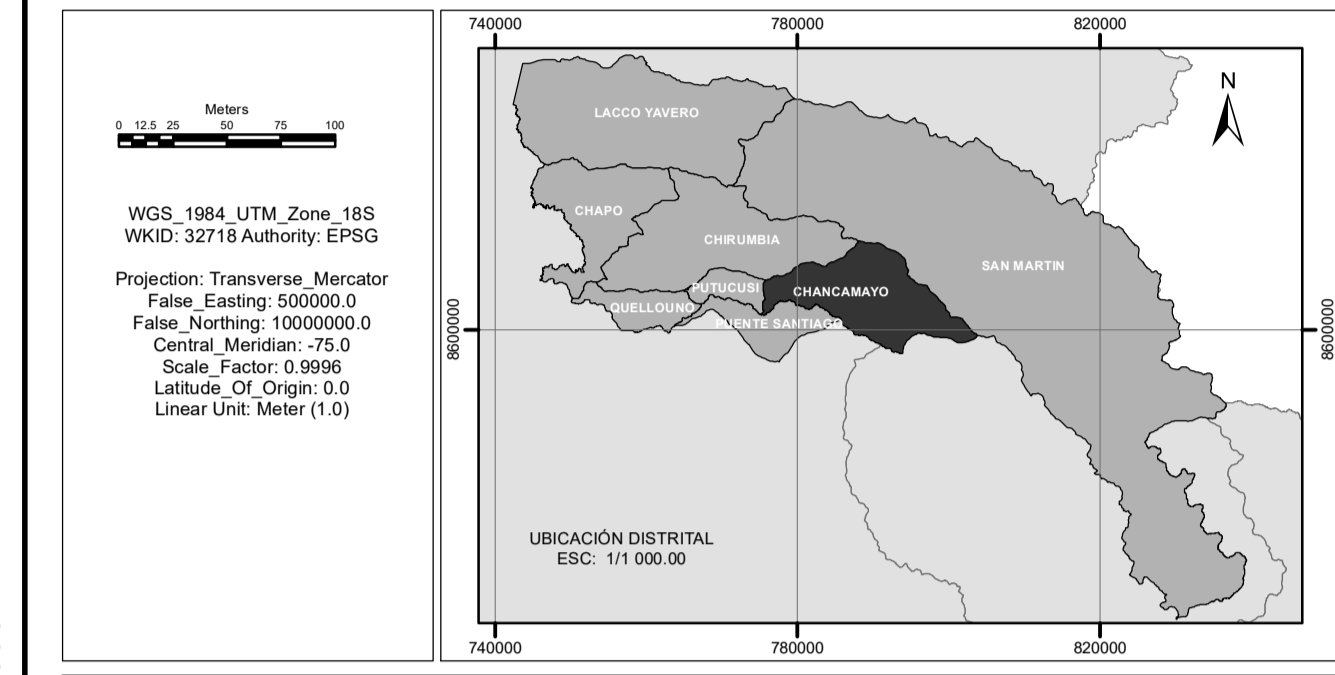 Meters
0 12.5 25 50 75 100
WGS_1984_UTM_Zone_18S
WKID: 32718 Authority: EPSG
Projection: Transverse_Mercator
False_Easting: 500000.0
False_Northing: 10000000.0
Central_Meridian: -75.0
Scale_Factor: 0.9996
Latitude_Of_Origin: 0.0
Linear Unit: Meter (1.0)
740000 780000 820000
N
LACCO YAVERO
CHAPO
CHIRUMBIA
SAN MARTIN
PUTUCUSI
CHANCAMAYO
QUELLOUNO
PUENTE SANTIAGO
8600000 8600000
UBICACIÓN DISTRITAL
ESC: 1/1 000.00
740000 780000 820000